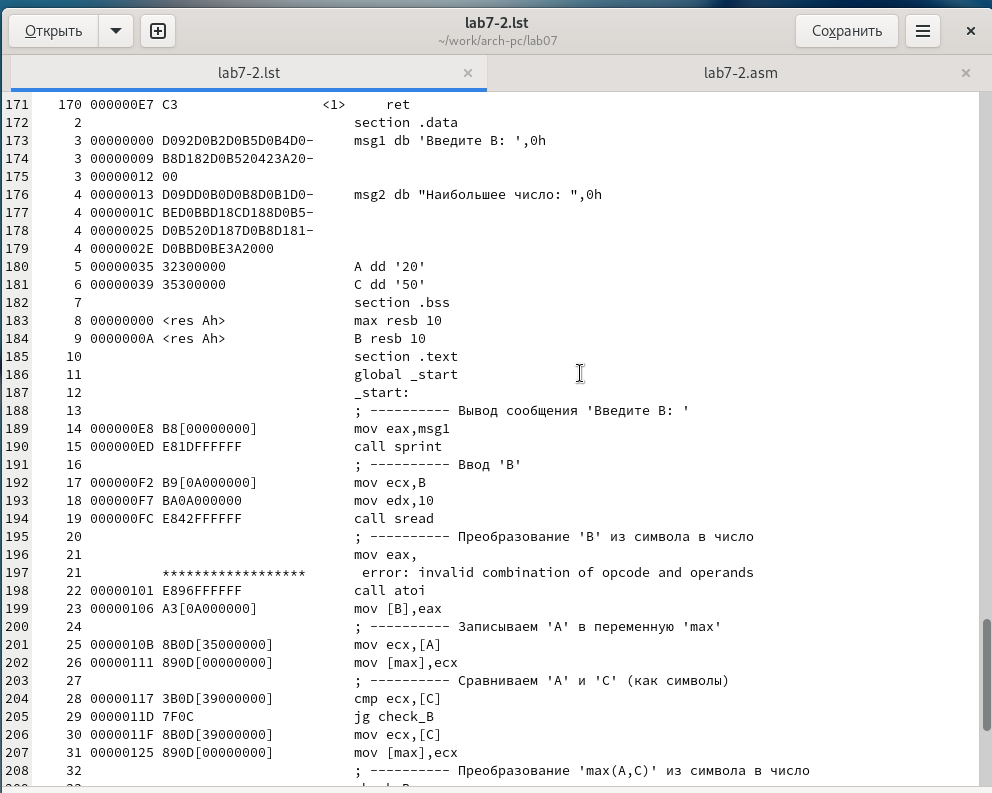 Открыть
lab7-2.lst
~/work/arch-pc/lab07
Сохранить
lab7-2.lst
lab7-2.asm
171 170 000000E7 C3 <1> ret
172 2 section .data
173 3 00000000 D092D0B2D0B5D0B4D0- msg1 db 'Введите B: ',0h
174 3 00000009 B8D182D0B520423A20-
175 3 00000012 00
176 4 00000013 D09DD0B0D0B8D0B1D0- msg2 db "Наибольшее число: ",0h
177 4 0000001C BED0BBD18CD188D0B5-
178 4 00000025 D0B520D187D0B8D181-
179 4 0000002E D0BBD0BE3A2000
180 5 00000035 32300000 A dd '20'
181 6 00000039 35300000 C dd '50'
182 7 section .bss
183 8 00000000 <res Ah> max resb 10
184 9 0000000A <res Ah> B resb 10
185 10 section .text
186 11 global _start
187 12 _start:
188 13 ; ---------- Вывод сообщения 'Введите B: '
189 14 000000E8 B8[00000000] mov eax,msg1
190 15 000000ED E81DFFFFFF call sprint
191 16 ; ---------- Ввод 'B'
192 17 000000F2 B9[0A000000] mov ecx,B
193 18 000000F7 BA0A000000 mov edx,10
194 19 000000FC E842FFFFFF call sread
195 20 ; ---------- Преобразование 'B' из символа в число
196 21 mov eax,
197 21 ****************** error: invalid combination of opcode and operands
198 22 00000101 E896FFFFFF call atoi
199 23 00000106 A3[0A000000] mov [B],eax
200 24 ; ---------- Записываем 'A' в переменную 'max'
201 25 0000010B 8B0D[35000000] mov ecx,[A]
202 26 00000111 890D[00000000] mov [max],ecx
203 27 ; ---------- Сравниваем 'A' и 'C' (как символы)
204 28 00000117 3B0D[39000000] cmp ecx,[C]
205 29 0000011D 7F0C jg check_B
206 30 0000011F 8B0D[39000000] mov ecx,[C]
207 31 00000125 890D[00000000] mov [max],ecx
208 32 ; ---------- Преобразование 'max(A,C)' из символа в число